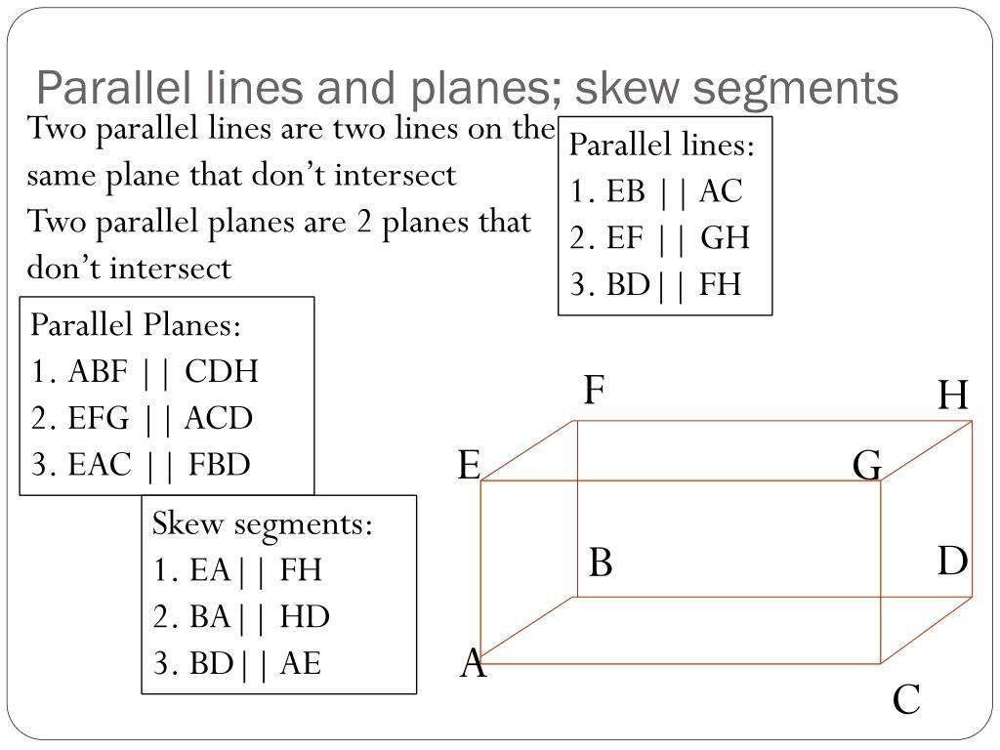 Parallel lines and planes; skew segments
Two parallel lines are two lines on the
same plane that don’t intersect
Two parallel planes are 2 planes that
don’t intersect
Parallel lines:
1. EB || AC
2. EF || GH
3. BD|| FH
Parallel Planes:
1. ABF || CDH
2. EFG || ACD
3. EAC || FBD
Skew segments:
1. EA|| FH
2. BA|| HD
3. BD|| AE
F
H
E
G
B
D
A
C